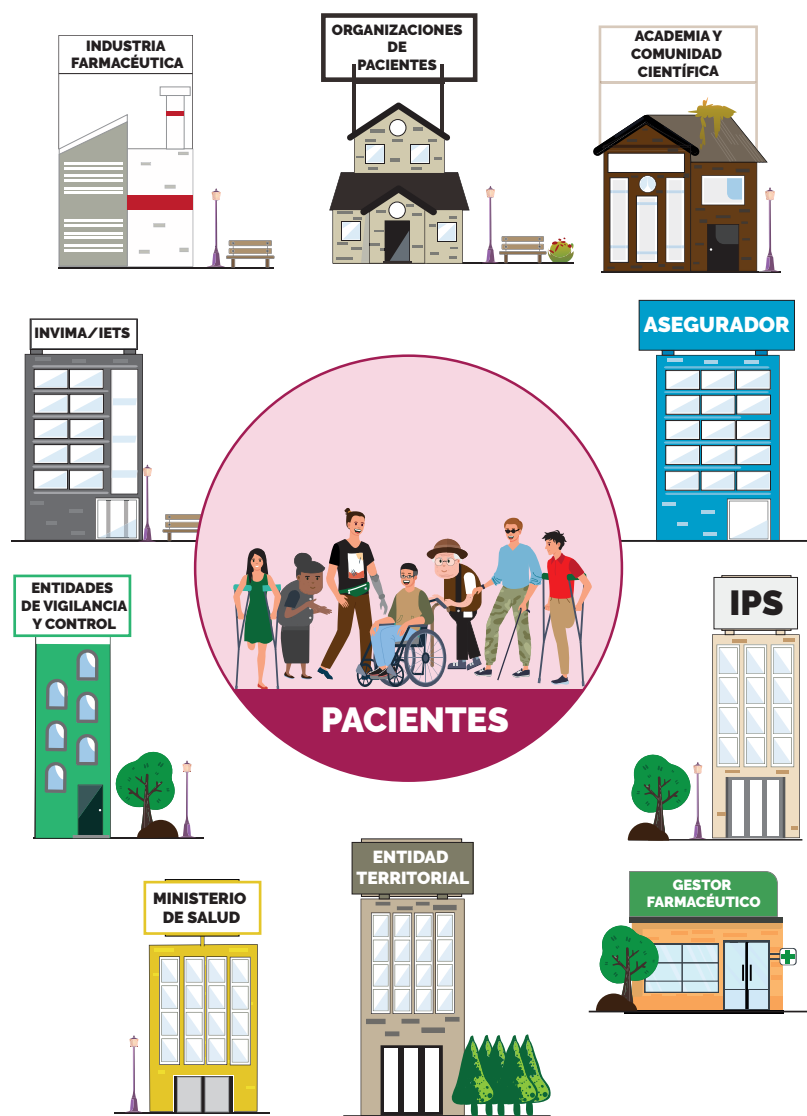 INDUSTRIA
FARMACÉUTICA
ORGANIZACIONES
DE
PACIENTES
ACADEMIA Y
COMUNIDAD
CIENTÍFICA
INVIMA/IETS
ASEGURADOR
ENTIDADES
DE VIGILANCIA
Y CONTROL
IPS
PACIENTES
MINISTERIO
DE SALUD
ENTIDAD
TERRITORIAL
GESTOR
FARMACÉUTICO